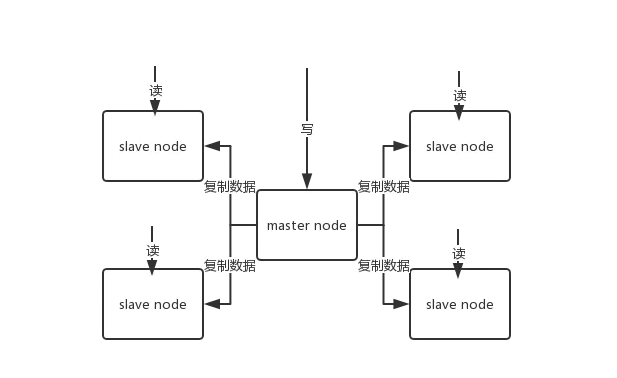 读
写
读
slave node
slave node
复制数据
复制数据
master node
读
读
复制数据
复制数据
slave node
slave node